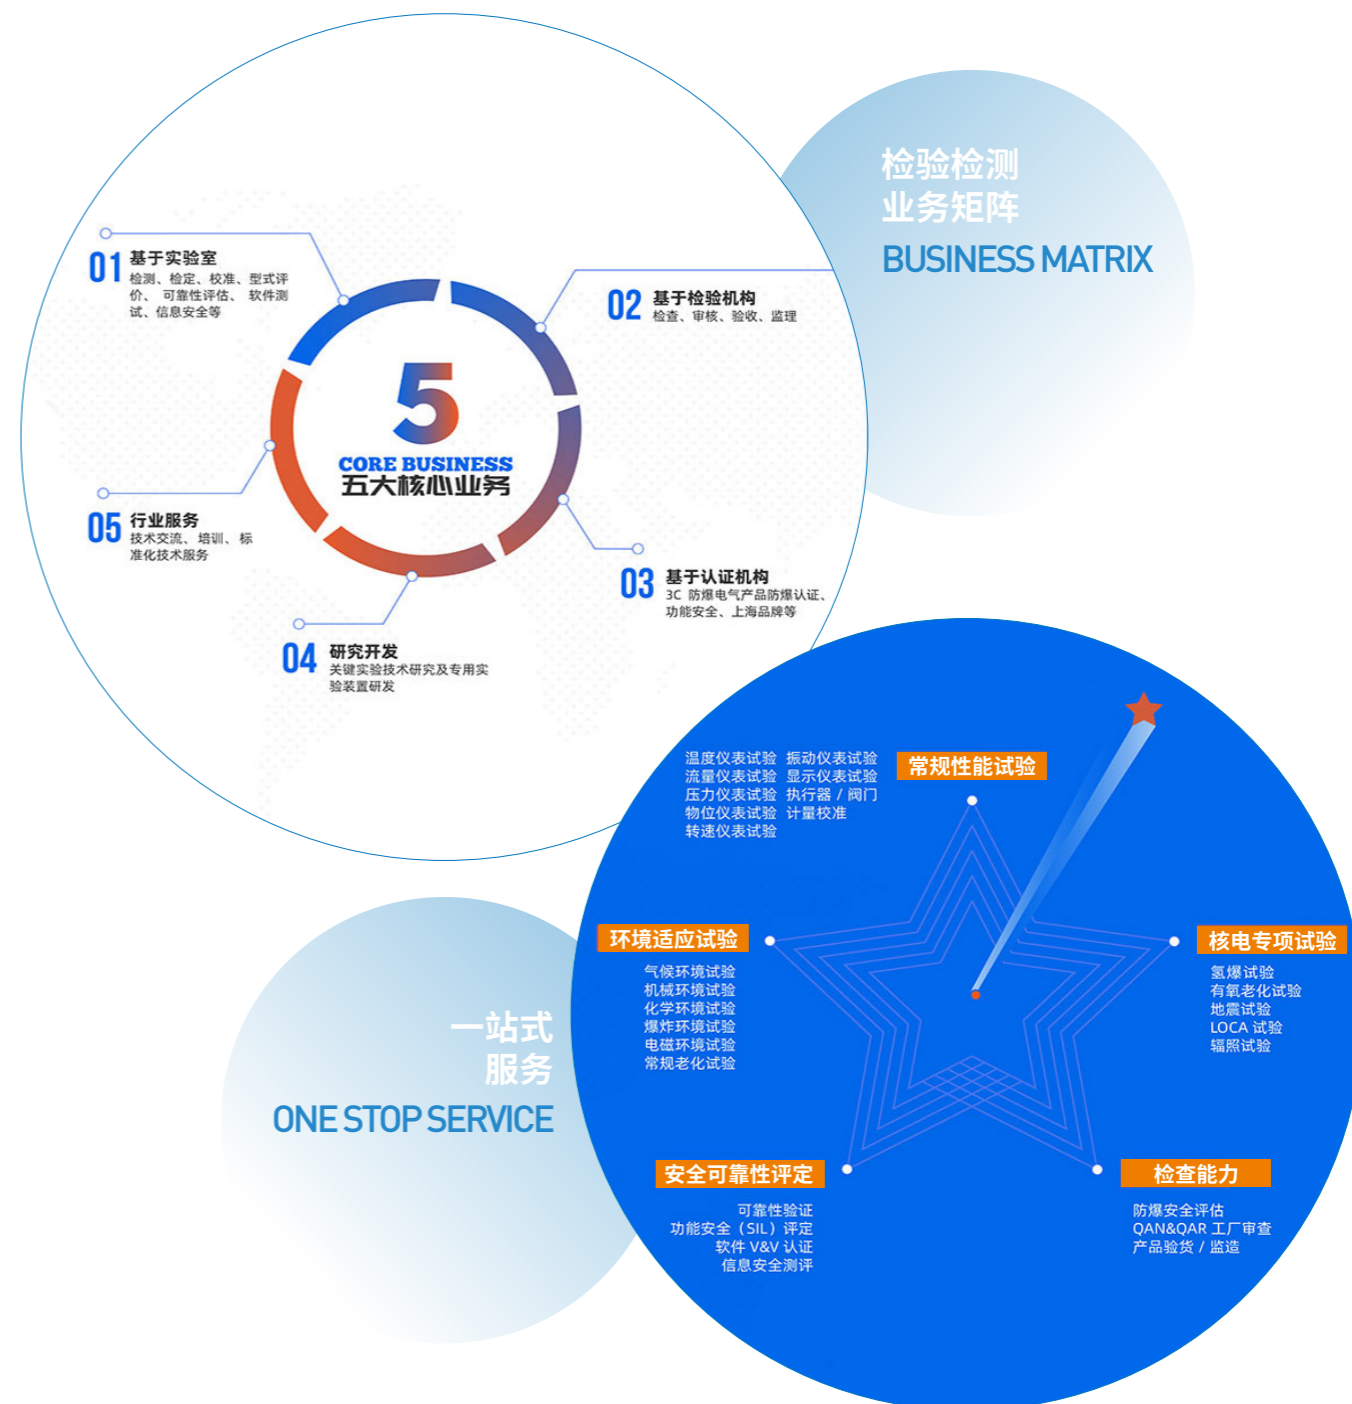 检验检测
业务矩阵
BUSINESS MATRIX
01 基于实验室
检测、检定、校准、型式评
价、 可靠性评估、 软件测
试、信息安全等
02 基于检验机构
检查、审核、验收、监理
5
CORE BUSINESS
五大核心业务
03 基于认证机构
3C 防爆电气产品防爆认证、
功能安全、上海品牌等
04 研究开发
关键实验技术研究及专用实
验装置研发
05 行业服务
技术交流、 培训、 标
准化技术服务
一站式
服务
ONE STOP SERVICE
常规性能试验
温度仪表试验 振动仪表试验
流量仪表试验 显示仪表试验
压力仪表试验 执行器 / 阀门
物位仪表试验 计量校准
转速仪表试验
环境适应试验
气候环境试验
机械环境试验
化学环境试验
爆炸环境试验
电磁环境试验
常规老化试验
核电专项试验
氢爆试验
有氧老化试验
地震试验
LOCA 试验
辐照试验
安全可靠性评定
可靠性验证
功能安全（SIL）评定
软件 V&V 认证
信息安全测评
检查能力
防爆安全评估
QAN&QAR 工厂审查
产品验货 / 监造